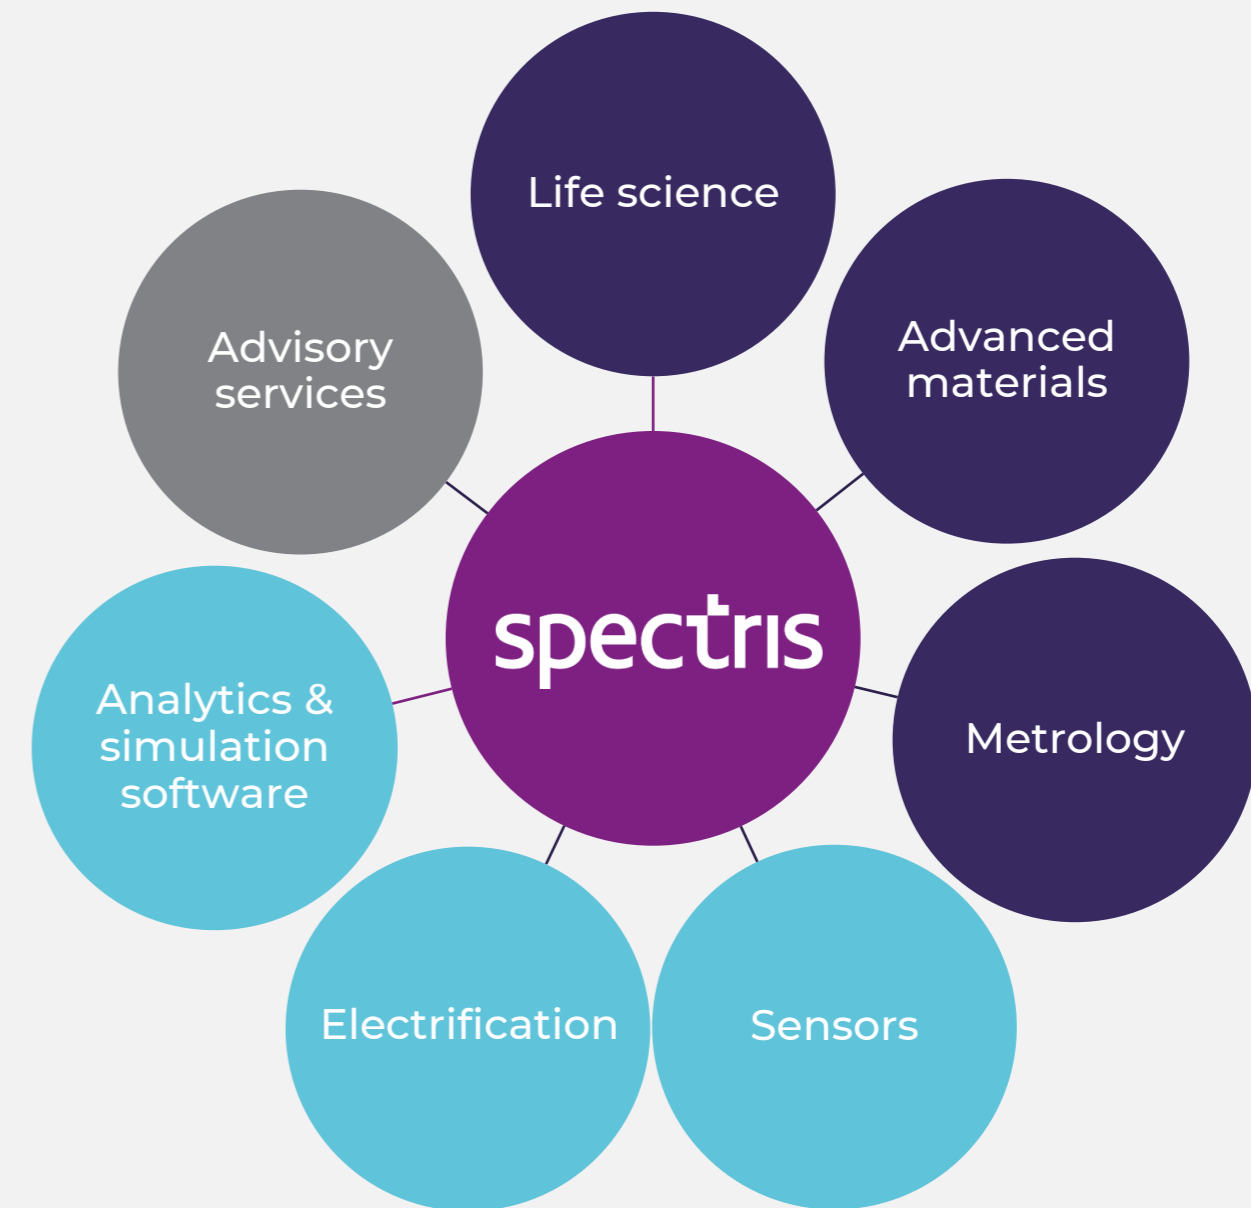 Life science
Advanced
materials
Advisory
services
spectris
Analytics &
simulation
software
Metrology
Electrification
Sensors